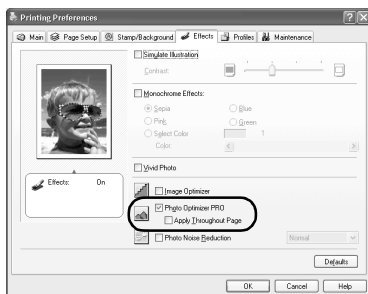 Printing Preferences
Main Page Setup Stamp/Background Effects Profiles Maintenance
Simulate Illustration
Contrast:
Monochrome Effects:
Sepia Blue
Pink Green
Select Color 1
Color:
Vivid Photo
Effects: On
Image Optimizer
Photo Optimizer PRO
Apply Throughout Page
Photo Noise Reduction Normal
Defaults
OK Cancel Help